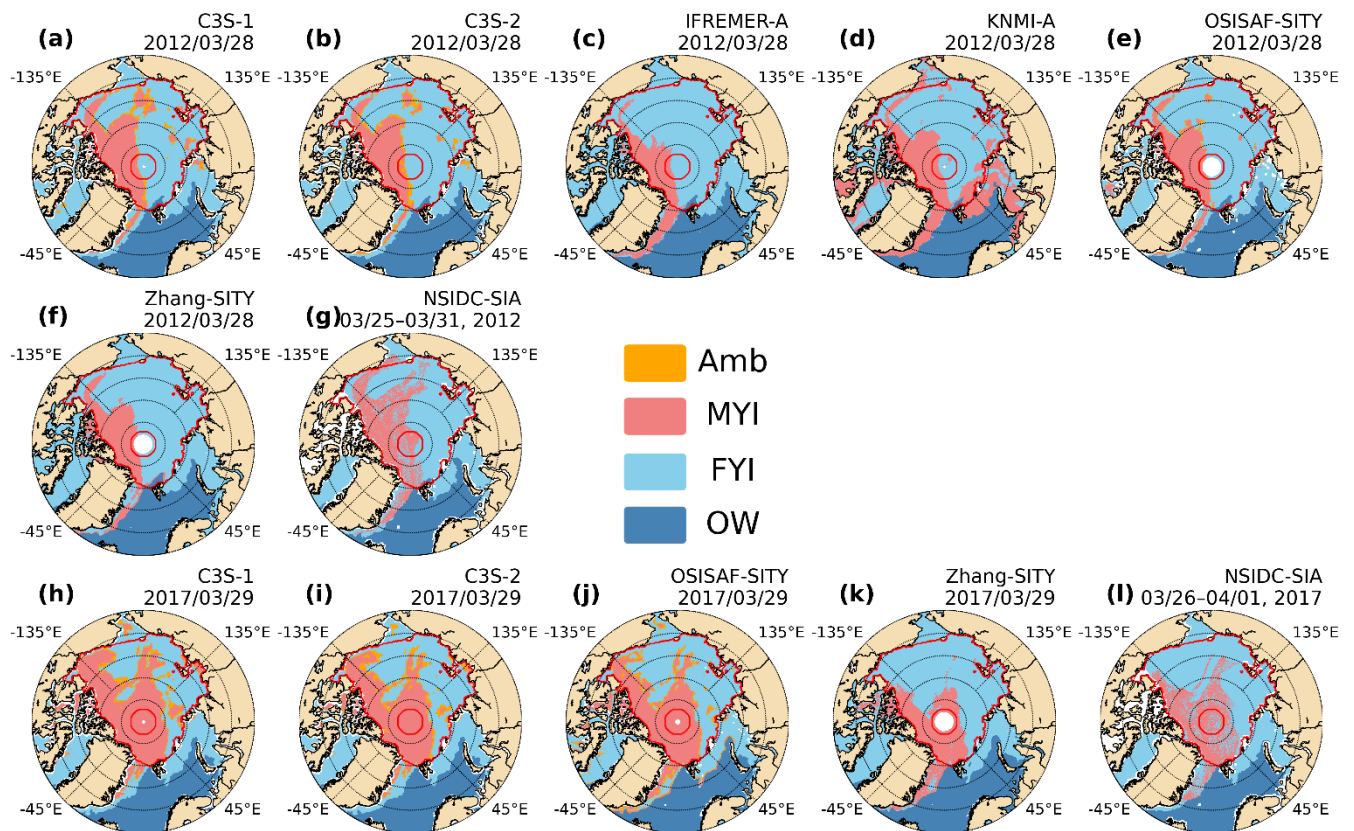 (a) C3S-1
2012/03/28
-135°E 135°E
-45°E 45°E
(b) C3S-2
2012/03/28
-135°E 135°E
-45°E 45°E
(c) IFREMER-A
2012/03/28
-135°E 135°E
-45°E 45°E
(d) KNMI-A
2012/03/28
-135°E 135°E
-45°E 45°E
(e) OSISAF-SITY
2012/03/28
-135°E 135°E
-45°E 45°E
(f) Zhang-SITY
2012/03/28
-135°E 135°E
-45°E 45°E
(g) NSIDC-SIA
03/25–03/31, 2012
-135°E 135°E
-45°E 45°E
Amb
MYI
FYI
OW
(h) C3S-1
2017/03/29
-135°E 135°E
-45°E 45°E
(i) C3S-2
2017/03/29
-135°E 135°E
-45°E 45°E
(j) OSISAF-SITY
2017/03/29
-135°E 135°E
-45°E 45°E
(k) Zhang-SITY
2017/03/29
-135°E 135°E
-45°E 45°E
(l) NSIDC-SIA
03/26–04/01, 2017
-135°E 135°E
-45°E 45°E